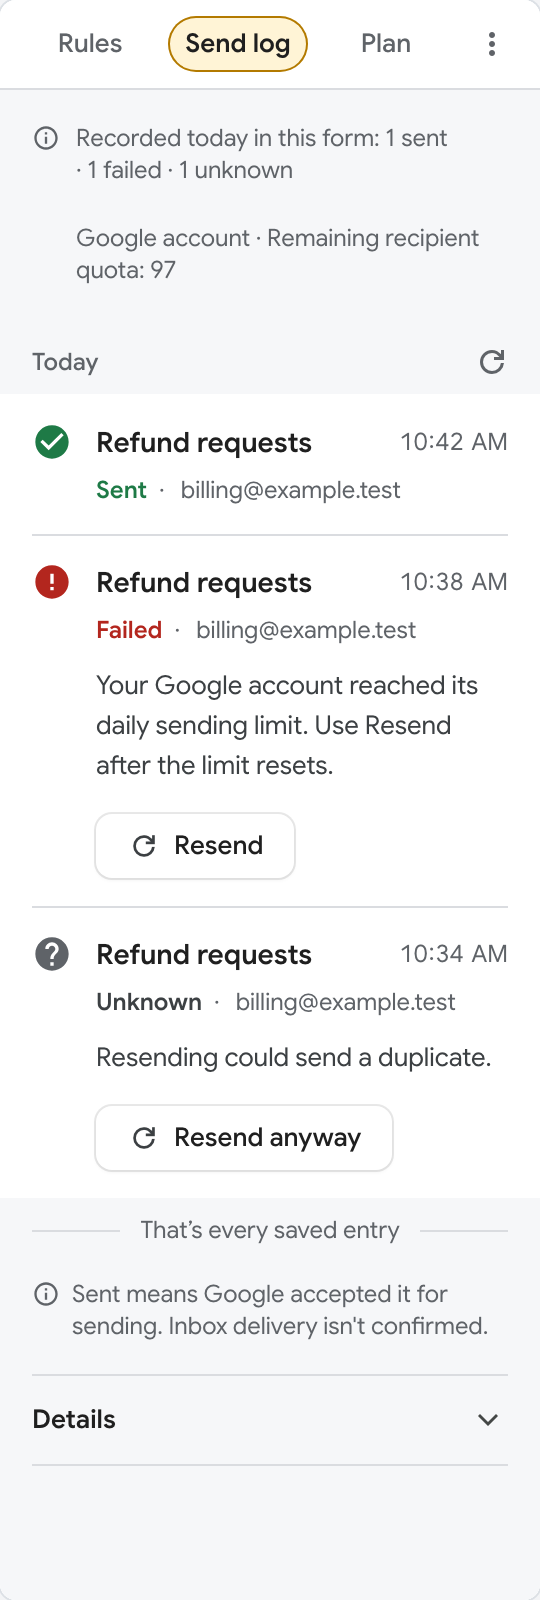 Rules
Send log
Plan
Recorded today in this form: 1 sent
· 1 failed · 1 unknown
Google account · Remaining recipient
quota: 97
Today
Refund requests
10:42 AM
Sent · billing@example.test
Refund requests
10:38 AM
Failed · billing@example.test
Your Google account reached its
daily sending limit. Use Resend
after the limit resets.
Resend
Refund requests
10:34 AM
Unknown · billing@example.test
Resending could send a duplicate.
Resend anyway
That’s every saved entry
Sent means Google accepted it for
sending. Inbox delivery isn't confirmed.
Details